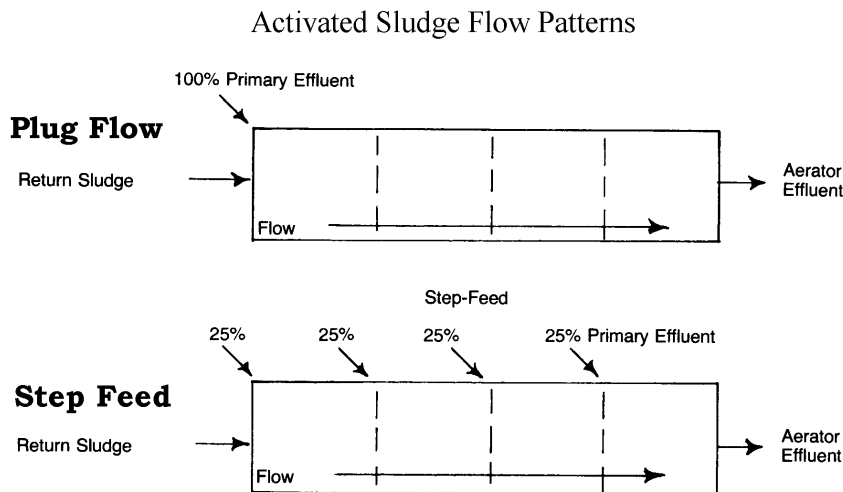 Activated Sludge Flow Patterns
100% Primary Effluent
Plug Flow
Return Sludge
Aerator
Effluent
Flow
Step-Feed
25% 25% 25% 25% Primary Effluent
Step Feed
Return Sludge
Aerator
Effluent
Flow